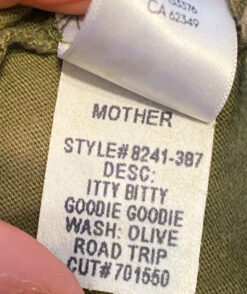 CA 62349
MOTHER
STYLE#8241-387
DESC:
ITTY BITTY
GOODIE GOODIE
WASH: OLIVE
ROAD TRIP
CUT#701550